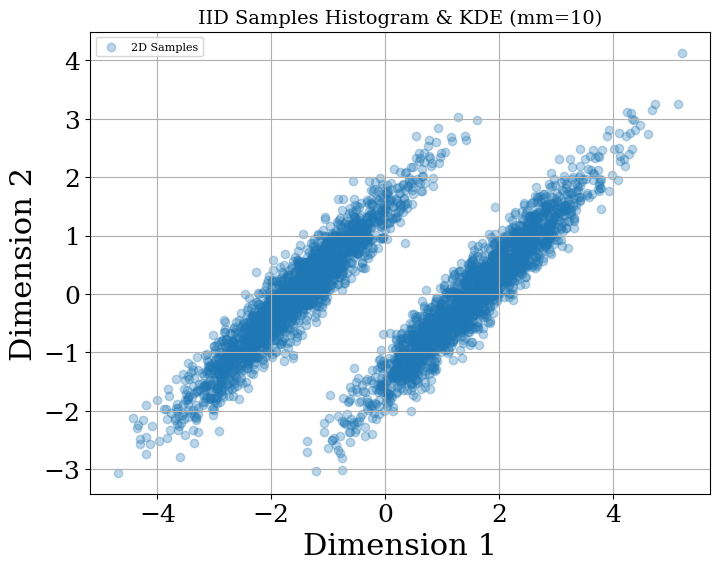 IID Samples Histogram & KDE (mm=10)
2D Samples
4
3
2
1
0
−1
−2
−3
Dimension 2
−4 −2 0 2 4
Dimension 1